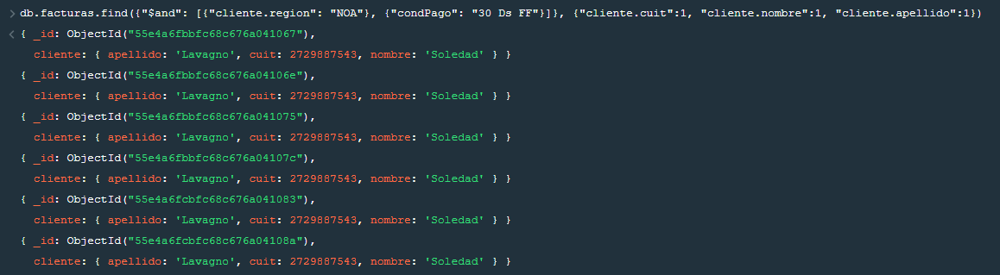 > db.facturas.find({"$and": [{"cliente.region": "NOA"}, {"condPago": "30 Ds FF"}]}, {"cliente.cuit":1, "cliente.nombre":1, "cliente.apellido":1})
< { _id: ObjectId("55e4a6fbbfc68c676a041067"),
cliente: { apellido: 'Lavagno', cuit: 2729887543, nombre: 'Soledad' } }
{ _id: ObjectId("55e4a6fbbfc68c676a04106e"),
cliente: { apellido: 'Lavagno', cuit: 2729887543, nombre: 'Soledad' } }
{ _id: ObjectId("55e4a6fbbfc68c676a041075"),
cliente: { apellido: 'Lavagno', cuit: 2729887543, nombre: 'Soledad' } }
{ _id: ObjectId("55e4a6fbbfc68c676a04107c"),
cliente: { apellido: 'Lavagno', cuit: 2729887543, nombre: 'Soledad' } }
{ _id: ObjectId("55e4a6fcbfc68c676a041083"),
cliente: { apellido: 'Lavagno', cuit: 2729887543, nombre: 'Soledad' } }
{ _id: ObjectId("55e4a6fcbfc68c676a04108a"),
cliente: { apellido: 'Lavagno', cuit: 2729887543, nombre: 'Soledad' } }